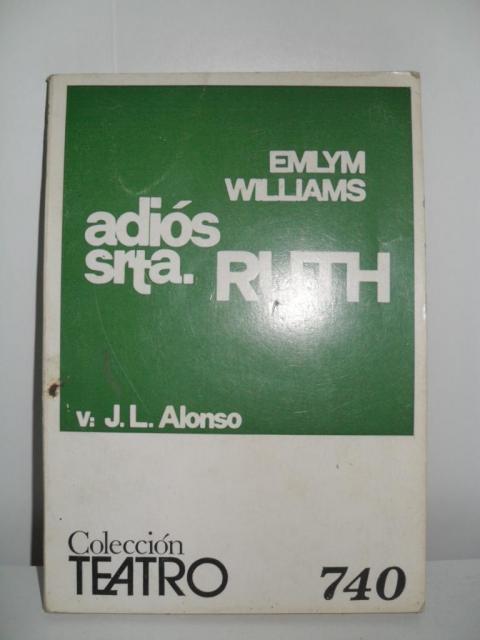 EMLYM
WILLIAMS
adiós
srta. RUTH
v: J. L. Alonso
Colección
TEATRO 740